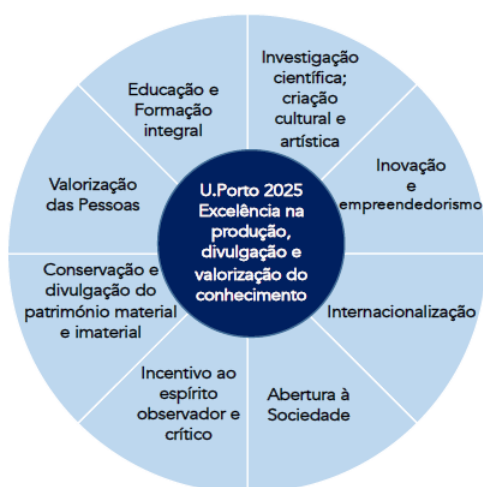 Investigação
científica;
criação
cultural e
artística
Inovação
e
empreendedorismo
Internacionalização
Abertura à
Sociedade
Incentivo ao
espírito
observador e
crítico
Conservação e
divulgação do
património material
e imaterial
Valorização
das Pessoas
Educação e
Formação
integral
U.Porto 2025
Excelência na
produção,
divulgação e
valorização do
conhecimento